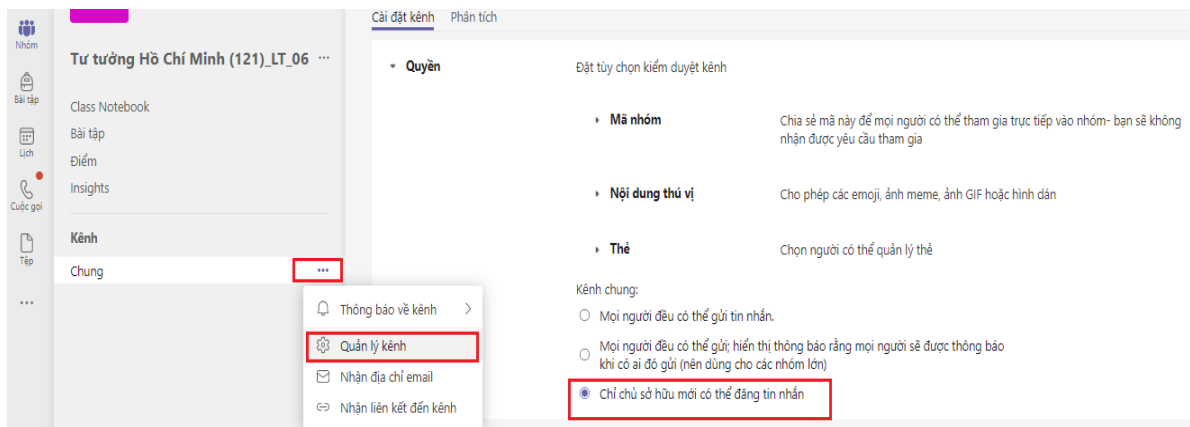 Nhóm
Bài tập
Lịch
Cuộc gọi
Tệp
Tư tưởng Hồ Chí Minh (121)_LT_06 ...
Class Notebook
Bài tập
Điểm
Insights
Kênh
Chung
Thông báo về kênh
Quản lý kênh
Nhận địa chỉ email
Nhận liên kết đến kênh
Cài đặt kênh Phân tích
Quyền Đặt tùy chọn kiểm duyệt kênh
Mã nhóm Chia sẻ mã này để mọi người có thể tham gia trực tiếp vào nhóm- bạn sẽ không
nhận được yêu cầu tham gia
Nội dung thú vị Cho phép các emoji, ảnh meme, ảnh GIF hoặc hình dán
Thẻ Chọn người có thể quản lý thẻ
Kênh chung:
Mọi người đều có thể gửi tin nhắn.
Mọi người đều có thể gửi; hiển thị thông báo rằng mọi người sẽ được thông báo
khi có ai đó gửi (nên dùng cho các nhóm lớn)
Chỉ chủ sở hữu mới có thể đăng tin nhắn